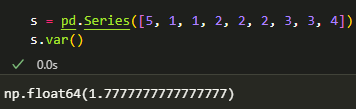 s = pd.Series([5, 1, 1, 2, 2, 2, 3, 3, 4])
s.var()
0.0s
np.float64(1.7777777777777777)